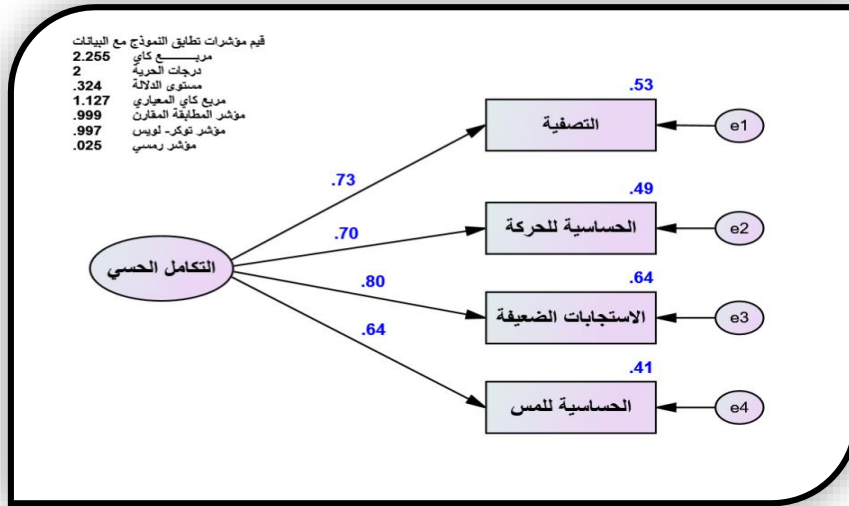 قيم مؤشرات تطابق النموذج مع البيانات
مربـــــــع كاي 2.255
درجات الحرية 2
مستوى الدلالة .324
مربع كاي المعياري 1.127
مؤشر المطابقة المقارن .999
مؤشر توكر- لويس .997
مؤشر رمسي .025
.53
التصفية
e1
.73
.49
الحساسية للحركة
e2
.70
التكامل الحسي
.80
.64
الاستجابات الضعيفة
e3
.64
.41
الحساسية للمس
e4